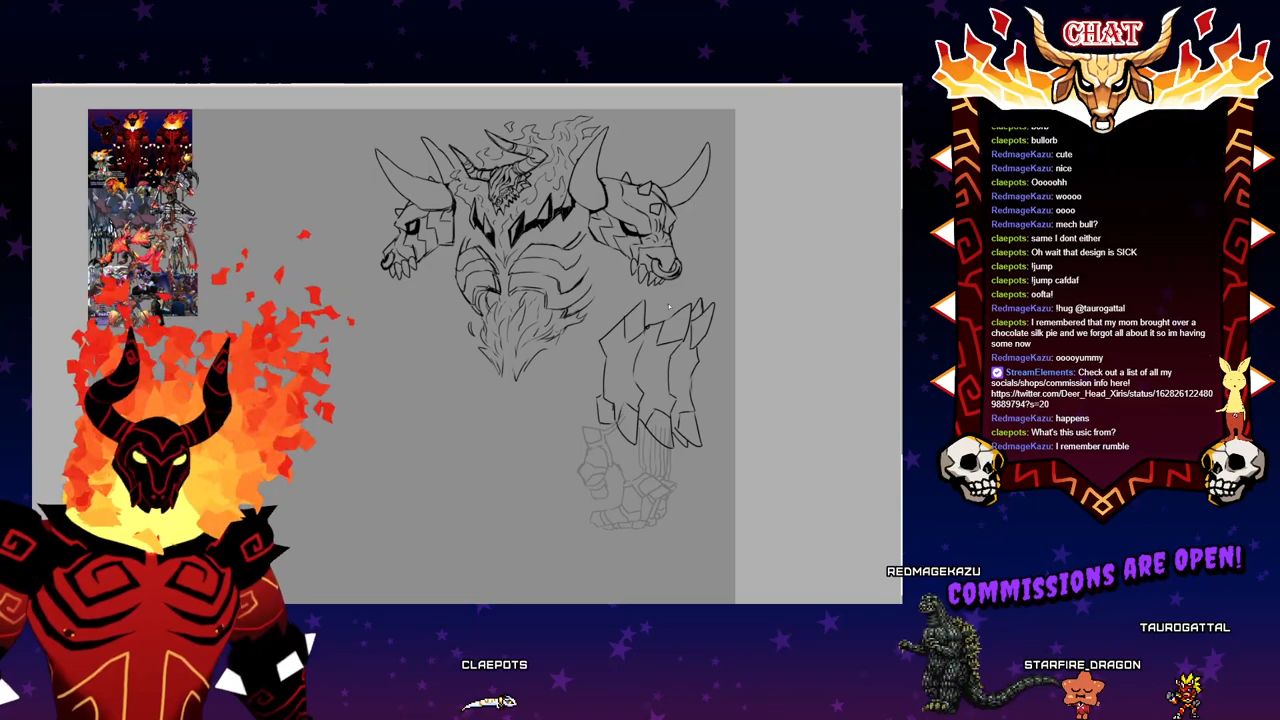 CHAT
claepots: borb
claepots: bullorb
RedmageKazu: cute
RedmageKazu: nice
claepots: Ooooohh
RedmageKazu: woooo
RedmageKazu: oooo
RedmageKazu: mech bull?
claepots: same I dont either
claepots: Oh wait that design is SICK
claepots: !jump
claepots: !jump cafdaf
claepots: oofta!
RedmageKazu: !hug @taurogattal
claepots: I remembered that my mom brought over a
chocolate silk pie and we forgot all about it so im having
some now
RedmageKazu: ooooyummy
StreamElements: Check out a list of all my
socials/shops/commission info here!
https://twitter.com/Deer_Head_Xiris/status/162826122480
9889794?s=20
RedmageKazu: happens
claepots: What's this usic from?
RedmageKazu: I remember rumble
COMMISSIONS ARE OPEN!
REDMAGEKAZU
TAUROGATTAL
STARFIRE_DRAGON
CLAEPOTS